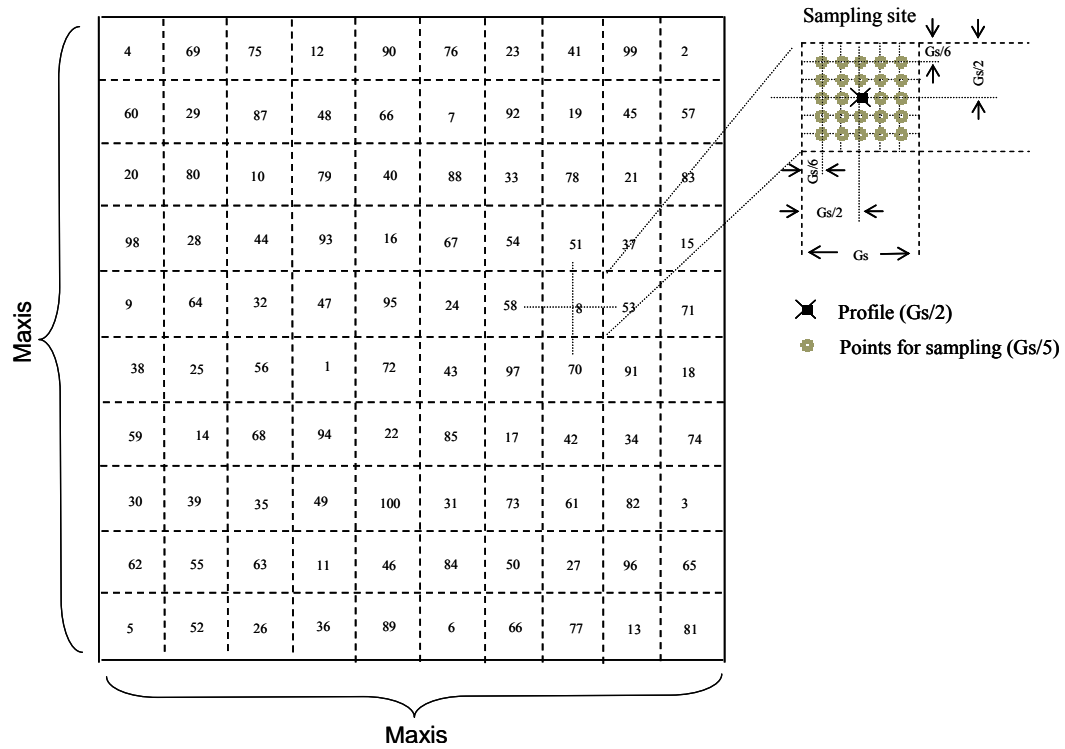 Sampling site
4 69 75 12 90 76 23 41 99 2
Gs/6
Gs/2
60 29 87 48 66 7 92 19 45 57
20 80 10 79 40 88 33 78 21 83
Gs/6
Gs/2
98 28 44 93 16 67 54 51 37 15
Gs
9 64 32 47 95 24 58 8 53 71
Profile (Gs/2)
Points for sampling (Gs/5)
Maxis
38 25 56 1 72 43 97 70 91 18
59 14 68 94 22 85 17 42 34 74
30 39 35 49 100 31 73 61 82 3
62 55 63 11 46 84 50 27 96 65
5 52 26 36 89 6 66 77 13 81
Maxis